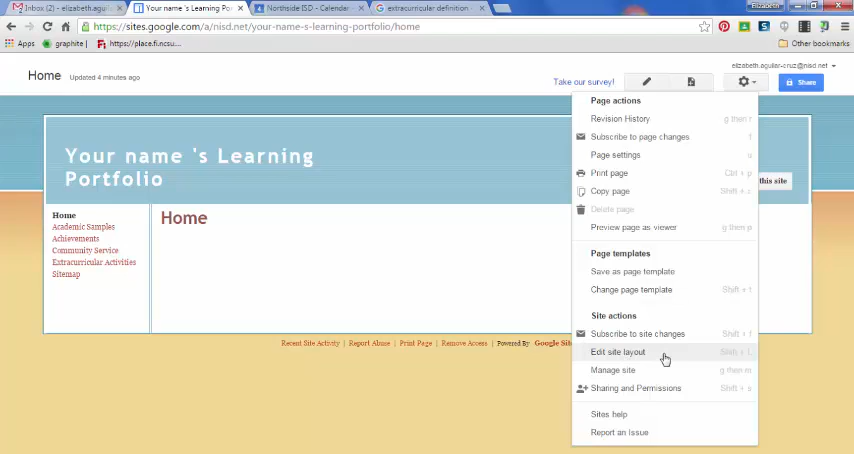 Inbox (2) - elizabeth.aguilar
Your name 's Learning Por
Northside ISD - Calendar
extracurricular definition
Elizabeth
https://sites.google.com/a/nisd.net/your-name-s-learning-portfolio/home
Apps
graphite |
https://place.fi.ncsu...
Other bookmarks
elizabeth.aguilar-cruz@nisd.net
Home Updated 4 minutes ago
Take our survey!
Share
Your name 's Learning
Portfolio
this site
Home
Academic Samples
Achievements
Community Service
Extracurricular Activities
Sitemap
Home
Page actions
Revision History g then r
Subscribe to page changes f
Page settings u
Print page Ctrl + p
Copy page Shift + c
Delete page
Preview page as viewer g then p
Page templates
Save as page template
Change page template Shift + t
Site actions
Subscribe to site changes Shift + f
Edit site layout Shift + L
Manage site g then m
Sharing and Permissions Shift + s
Sites help
Report an Issue
Recent Site Activity | Report Abuse | Print Page | Remove Access | Powered By Google Sit